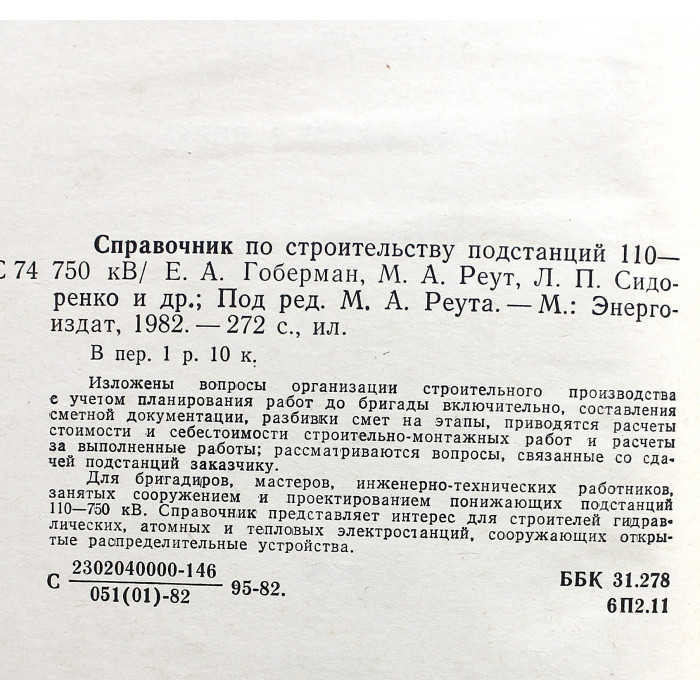 Справочник по строительству подстанций 110—
С 74 750 кВ/ Е. А. Гоберман, М. А. Реут, Л. П. Сидо-
ренко и др.; Под ред. М. А. Реута. — М.: Энерго-
издат, 1982. — 272 с., ил.
В пер. 1 р. 10 к.
Изложены вопросы организации строительного производства
с учетом планирования работ до бригады включительно, составления
сметной документации, разбивки смет на этапы, приводятся расчеты
стоимости и себестоимости строительно-монтажных работ и расчеты
за выполненные работы; рассматриваются вопросы, связанные со сда-
чей подстанций заказчику.
Для бригадиров, мастеров, инженерно-технических работников,
занятых сооружением и проектированием понижающих подстанций
110—750 кВ. Справочник представляет интерес для строителей гидрав-
лических, атомных и тепловых электростанций, сооружающих откры-
тые распределительные устройства.
2302040000-146
С 95-82.
051(01)-82
ББК 31.278
6П2.11